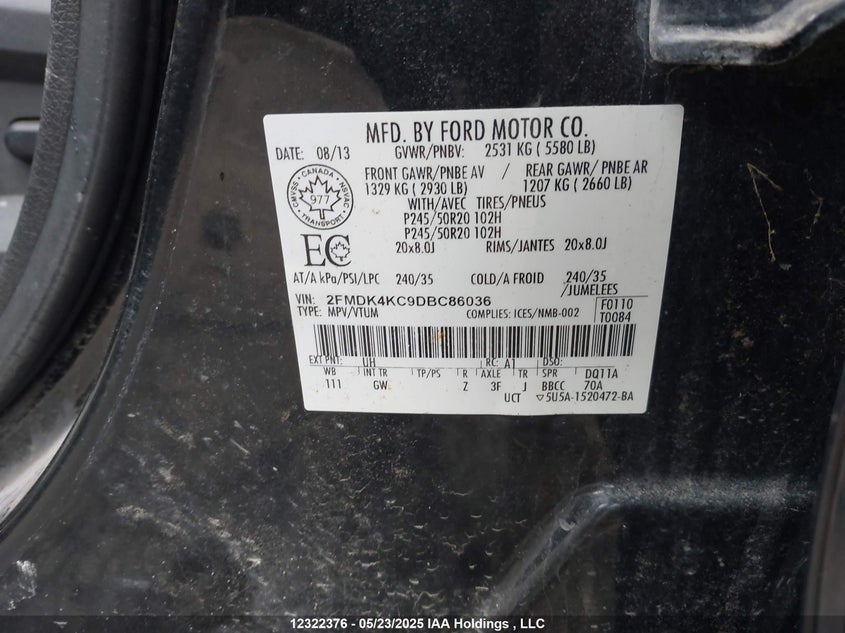 MFD. BY FORD MOTOR CO.
DATE: 08/13 GVWR/PNBV: 2531 KG ( 5580 LB)
FRONT GAWR/PNBE AV / REAR GAWR/ PNBE AR
1329 KG ( 2930 LB) 1207 KG ( 2660 LB)
WITH/AVEC TIRES/PNEUS
P245/50R20 102H
P245/50R20 102H
20x8.0J RIMS/JANTES 20x8.0J
CANADA
CMVSS NSVAC
977
TRANSPORT
EC
AT/A kPa/PSI/LPC 240/35 COLD/A FROID 240/35
/JUMELEES
VIN: 2FMDK4KC9DBC86036
TYPE: MPV/VTUM COMPLIES: ICES/NMB-002
F0110
T0084
EXT PNT: UH RC: A1 DSO:
WB INT TR TP/PS R AXLE TR SPR DQ11A
111 GW Z 3F J BBCC 70A
UCT ▽5U5A-1520472-BA
12322376 - 05/23/2025 IAA Holdings , LLC